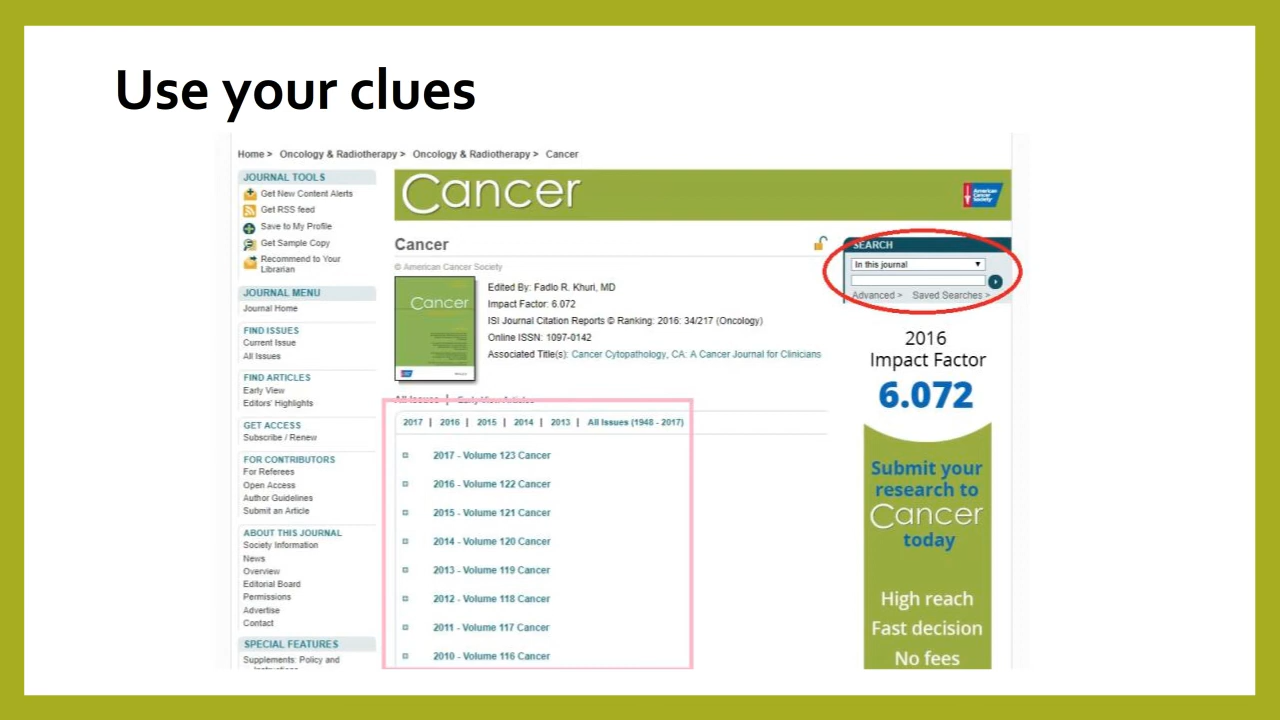 Use your clues
Home > Oncology & Radiotherapy > Oncology & Radiotherapy > Cancer
JOURNAL TOOLS
Get New Content Alerts
Get RSS feed
Save to My Profile
Get Sample Copy
Recommend to Your
Librarian
JOURNAL MENU
Journal Home
FIND ISSUES
Current Issue
All Issues
FIND ARTICLES
Early View
Editors' Highlights
GET ACCESS
Subscribe / Renew
FOR CONTRIBUTORS
For Referees
Open Access
Author Guidelines
Submit an Article
ABOUT THIS JOURNAL
Society Information
News
Overview
Editorial Board
Permissions
Advertise
Contact
SPECIAL FEATURES
Supplements: Policy and
Cancer
American
Cancer
Society
Cancer
© American Cancer Society
Cancer
Edited By: Fadlo R. Khuri, MD
Impact Factor: 6.072
ISI Journal Citation Reports © Ranking: 2016: 34/217 (Oncology)
Online ISSN: 1097-0142
Associated Title(s): Cancer Cytopathology, CA: A Cancer Journal for Clinicians
All Issues | Early View Articles
2017 | 2016 | 2015 | 2014 | 2013 | All Issues (1948 - 2017)
2017 - Volume 123 Cancer
2016 - Volume 122 Cancer
2015 - Volume 121 Cancer
2014 - Volume 120 Cancer
2013 - Volume 119 Cancer
2012 - Volume 118 Cancer
2011 - Volume 117 Cancer
2010 - Volume 116 Cancer
SEARCH
In this journal
Advanced > Saved Searches >
2016
Impact Factor
6.072
Submit your
research to
Cancer
today
High reach
Fast decision
No fees